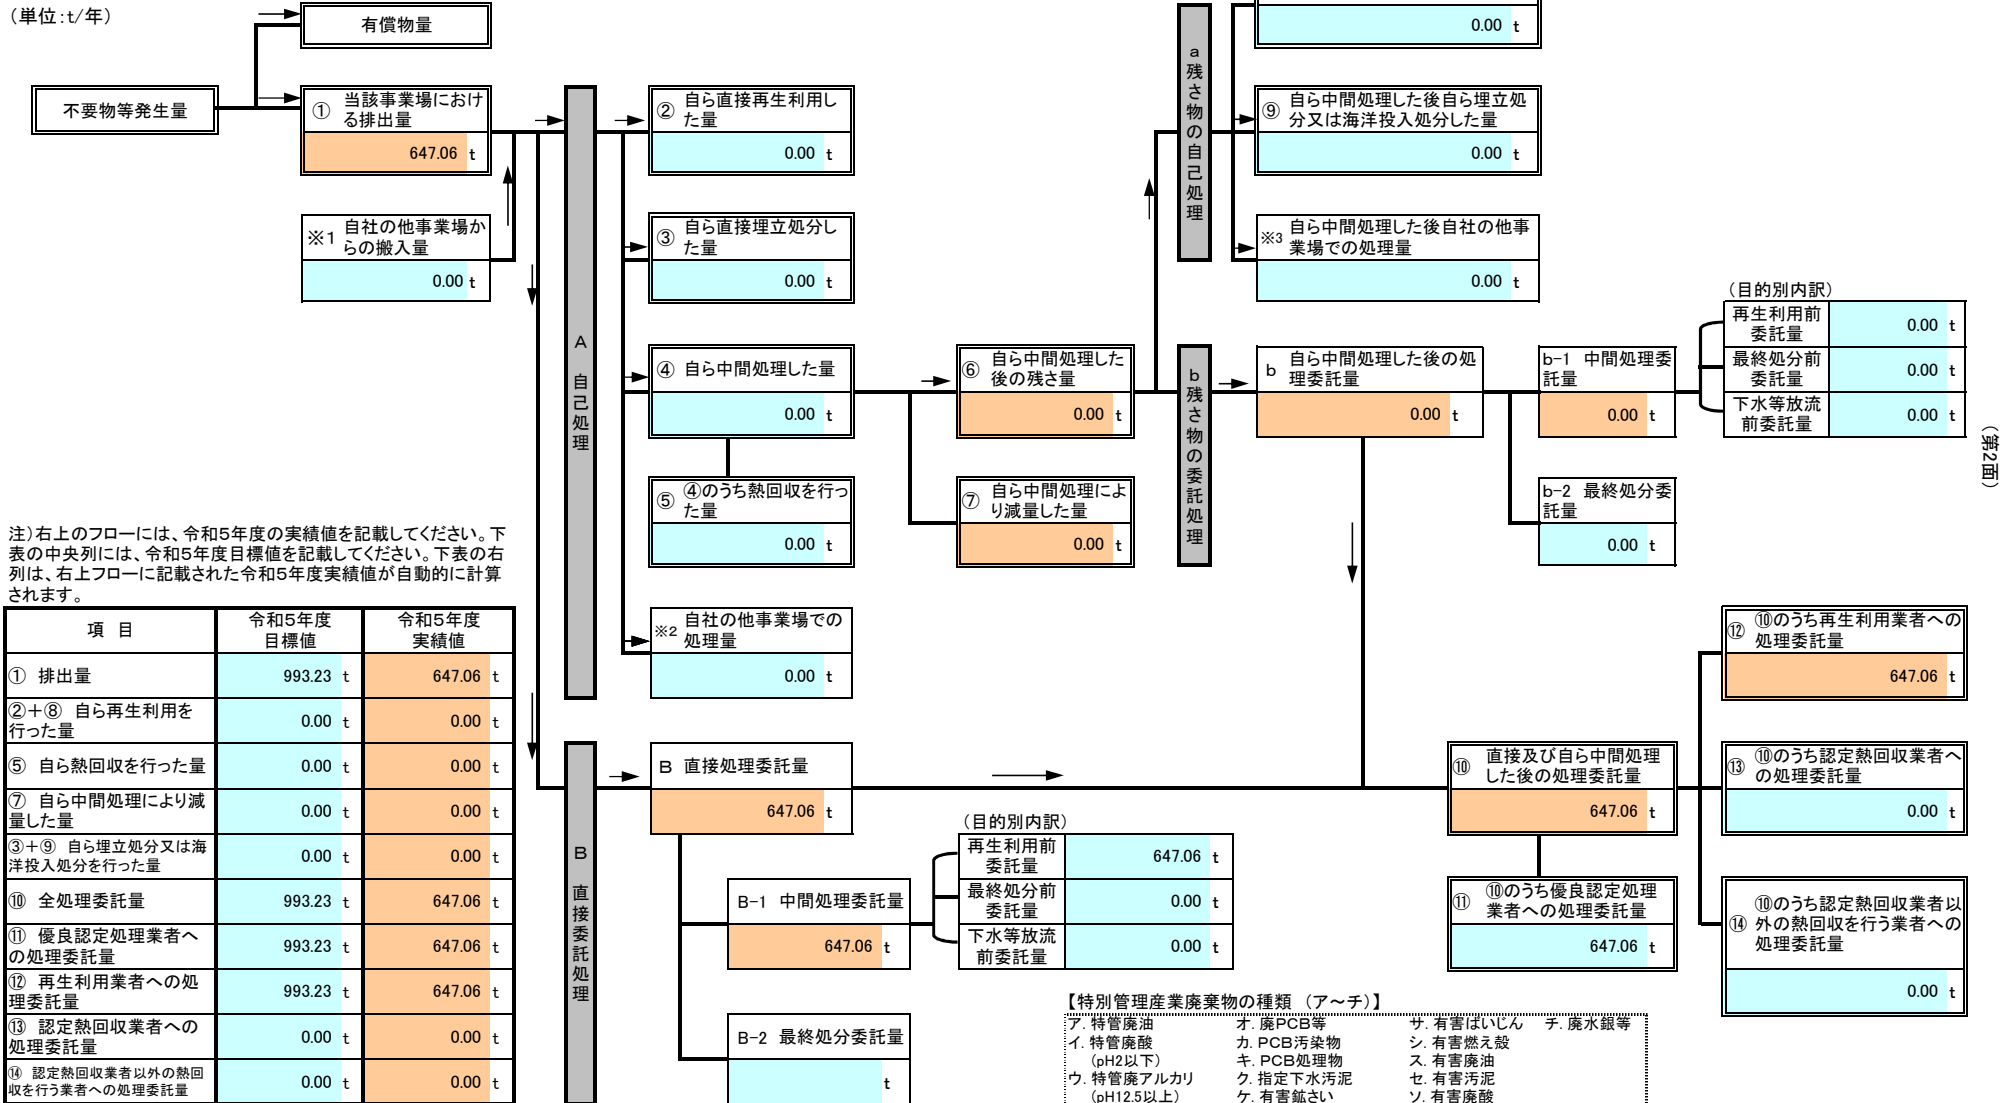 （単位：t/年）
有償物量
不要物等発生量
① 当該事業場におけ
る排出量
647.06 t
※1 自社の他事業場か
らの搬入量
0.00 t
A 自己処理
② 自ら直接再生利用し
た量
0.00 t
③ 自ら直接埋立処分し
た量
0.00 t
④ 自ら中間処理した量
0.00 t
⑤ ④のうち熱回収を行っ
た量
0.00 t
※2 自社の他事業場での
処理量
0.00 t
⑥ 自ら中間処理した
後の残さ量
0.00 t
⑦ 自ら中間処理によ
り減量した量
0.00 t
a 残さ物の自己処理
0.00 t
⑨ 自ら中間処理した後自ら埋立処
分又は海洋投入処分した量
0.00 t
※3 自ら中間処理した後自社の他事
業場での処理量
0.00 t
b 残さ物の委託処理
b 自ら中間処理した後の処
理委託量
0.00 t
b-1 中間処理委
託量
0.00 t
b-2 最終処分委
託量
0.00 t
（目的別内訳）
再生利用前
委託量
0.00 t
最終処分前
委託量
0.00 t
下水等放流
前委託量
0.00 t
（第2面）
注）右上のフローには、令和5年度の実績値を記載してください。下
表の中央列には、令和5年度目標値を記載してください。下表の右
列は、右上フローに記載された令和5年度実績値が自動的に計算
されます。
項 目
令和5年度
目標値
令和5年度
実績値
① 排出量
993.23 t
647.06 t
②＋⑧ 自ら再生利用を
行った量
0.00 t
0.00 t
⑤ 自ら熱回収を行った量
0.00 t
0.00 t
⑦ 自ら中間処理により減
量した量
0.00 t
0.00 t
③＋⑨ 自ら埋立処分又は海
洋投入処分を行った量
0.00 t
0.00 t
⑩ 全処理委託量
993.23 t
647.06 t
⑪ 優良認定処理業者へ
の処理委託量
993.23 t
647.06 t
⑫ 再生利用業者への処
理委託量
993.23 t
647.06 t
⑬ 認定熱回収業者への
処理委託量
0.00 t
0.00 t
⑭ 認定熱回収業者以外の熱回
収を行う業者への処理委託量
0.00 t
0.00 t
B 直接委託処理
B 直接処理委託量
647.06 t
B-1 中間処理委託量
647.06 t
B-2 最終処分委託量
t
（目的別内訳）
再生利用前
委託量
647.06 t
最終処分前
委託量
0.00 t
下水等放流
前委託量
0.00 t
⑩ 直接及び自ら中間処理
した後の処理委託量
647.06 t
⑪ ⑩のうち優良認定処理
業者への処理委託量
647.06 t
⑫ ⑩のうち再生利用業者への
処理委託量
647.06 t
⑬ ⑩のうち認定熱回収業者へ
の処理委託量
0.00 t
⑭ ⑩のうち認定熱回収業者以
外の熱回収を行う業者への
処理委託量
0.00 t
【特別管理産業廃棄物の種類 （ア～チ）】
ア. 特管廃油 オ. 廃PCB等 サ. 有害ばいじん チ. 廃水銀等
イ. 特管廃酸 カ. PCB汚染物 シ. 有害燃え殻
（pH2以下） キ. PCB処理物 ス. 有害廃油
ウ. 特管廃アルカリ ク. 指定下水汚泥 セ. 有害汚泥
（pH12.5以上） ケ. 有害鉱さい ソ. 有害廃酸